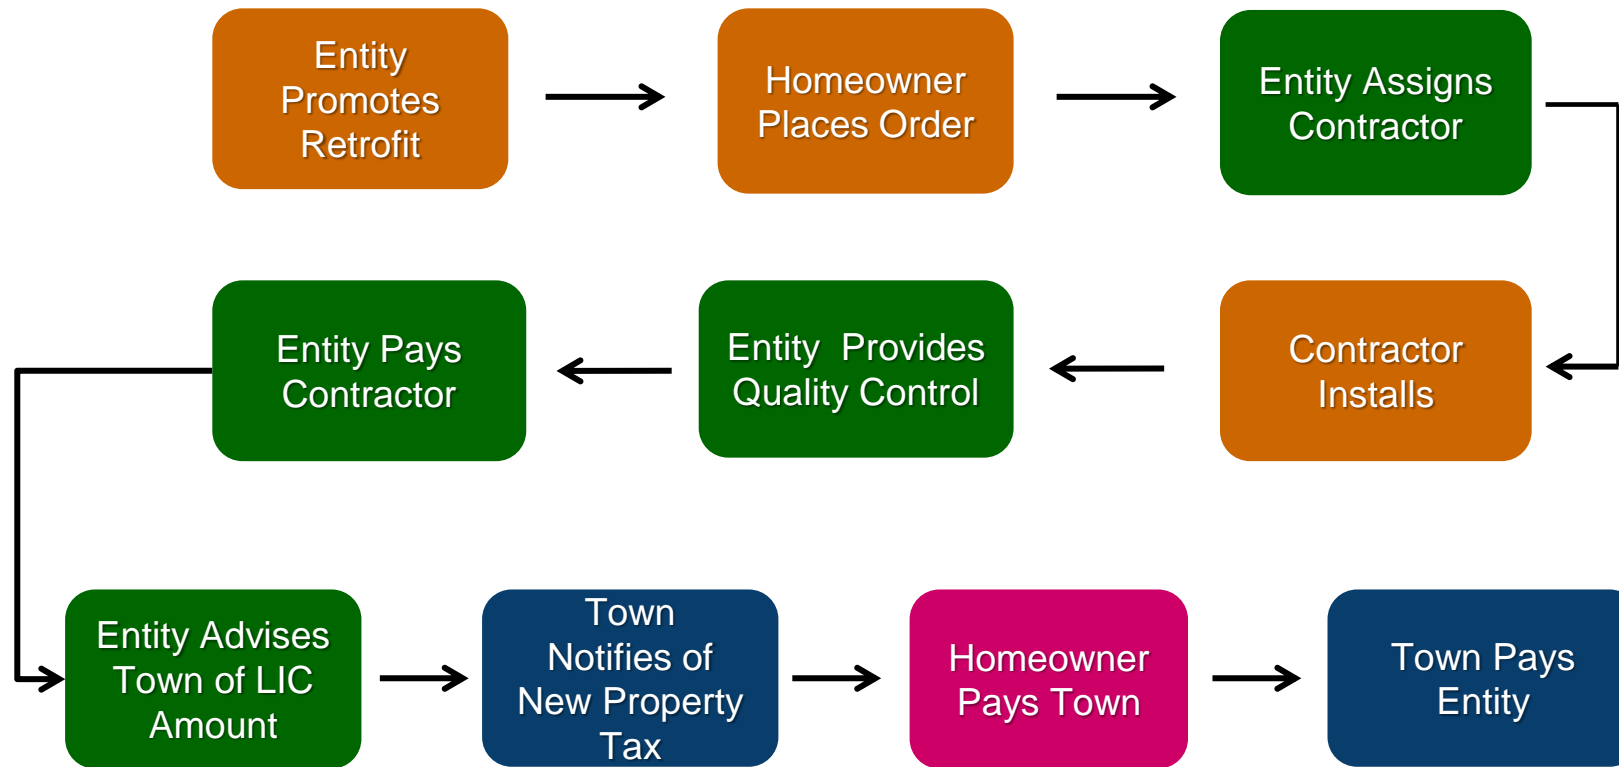 Entity
Promotes
Retrofit
Homeowner
Places Order
Entity Assigns
Contractor
Entity Pays
Contractor
Entity  Provides
Quality Control
Contractor
Installs
Entity Advises
Town of LIC
Amount
Town
Notifies of
New Property
Tax
Homeowner
Pays Town
Town Pays
Entity